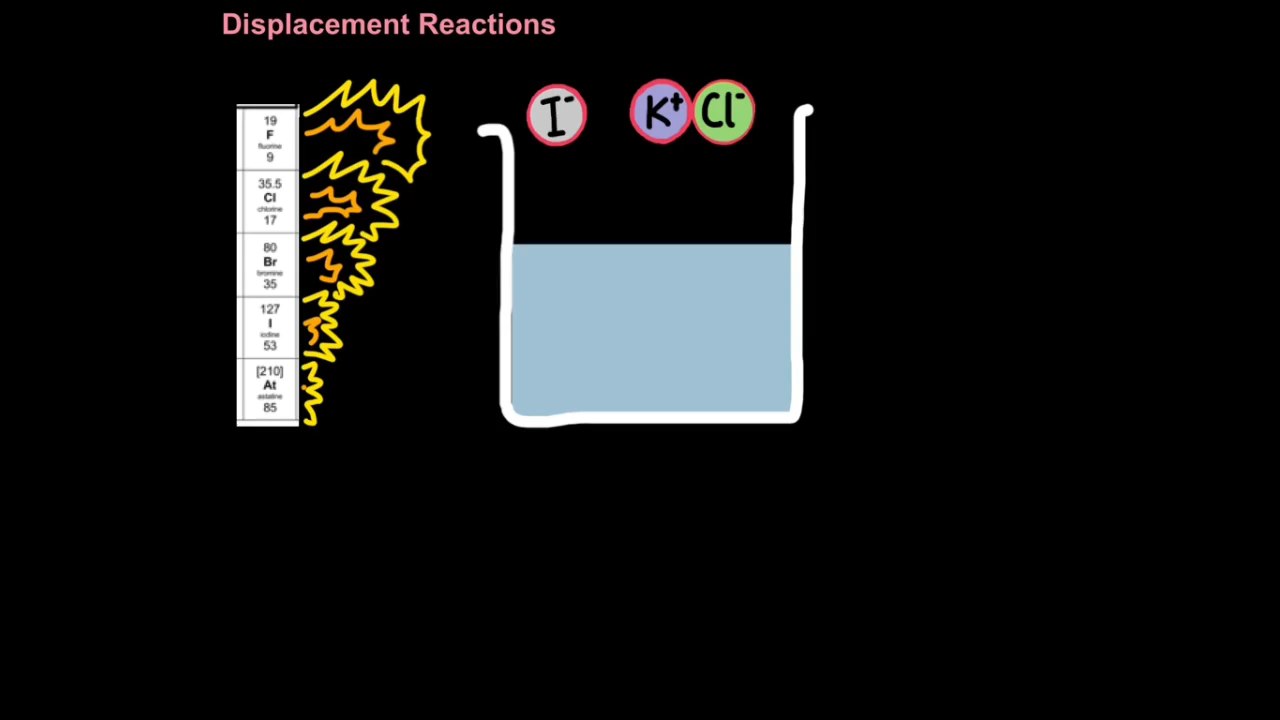 Displacement Reactions
I⁻ K⁺ Cl⁻
19
F
fluorine
9
35.5
Cl
chlorine
17
80
Br
bromine
35
127
I
iodine
53
[210]
At
astatine
85